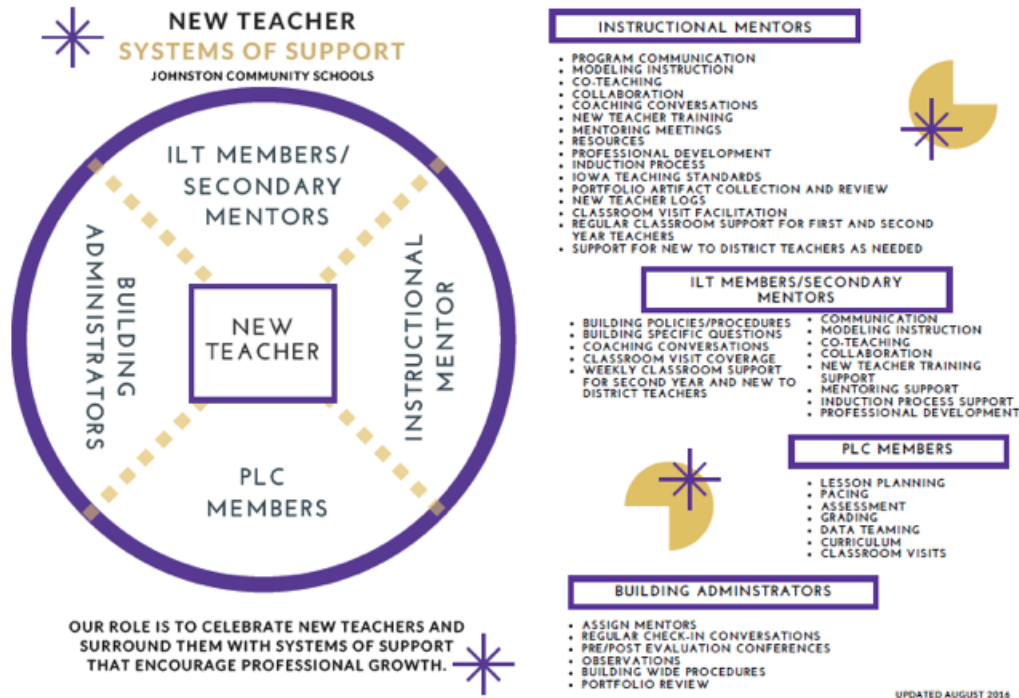 NEW TEACHER
SYSTEMS OF SUPPORT
JOHNSTON COMMUNITY SCHOOLS
ILT MEMBERS/
SECONDARY
MENTORS
BUILDING
ADMINISTRATORS
NEW
TEACHER
INSTRUCTIONAL
MENTOR
PLC
MEMBERS
OUR ROLE IS TO CELEBRATE NEW TEACHERS AND
SURROUND THEM WITH SYSTEMS OF SUPPORT
THAT ENCOURAGE PROFESSIONAL GROWTH.
INSTRUCTIONAL MENTORS
• PROGRAM COMMUNICATION
• MODELING INSTRUCTION
• CO-TEACHING
• COLLABORATION
• COACHING CONVERSATIONS
• NEW TEACHER TRAINING
• MENTORING MEETINGS
• RESOURCES
• PROFESSIONAL DEVELOPMENT
• INDUCTION PROCESS
• IOWA TEACHING STANDARDS
• PORTFOLIO ARTIFACT COLLECTION AND REVIEW
• NEW TEACHER LOGS
• CLASSROOM VISIT FACILITATION
• REGULAR CLASSROOM SUPPORT FOR FIRST AND SECOND
YEAR TEACHERS
• SUPPORT FOR NEW TO DISTRICT TEACHERS AS NEEDED
ILT MEMBERS/SECONDARY
MENTORS
• BUILDING POLICIES/PROCEDURES
• BUILDING SPECIFIC QUESTIONS
• COACHING CONVERSATIONS
• CLASSROOM VISIT COVERAGE
• WEEKLY CLASSROOM SUPPORT
FOR SECOND YEAR AND NEW TO
DISTRICT TEACHERS
• COMMUNICATION
• MODELING INSTRUCTION
• CO-TEACHING
• COLLABORATION
• NEW TEACHER TRAINING
SUPPORT
• MENTORING SUPPORT
• INDUCTION PROCESS SUPPORT
• PROFESSIONAL DEVELOPMENT
PLC MEMBERS
• LESSON PLANNING
• PACING
• ASSESSMENT
• GRADING
• DATA TEAMING
• CURRICULUM
• CLASSROOM VISITS
BUILDING ADMINSTRATORS
• ASSIGN MENTORS
• REGULAR CHECK-IN CONVERSATIONS
• PRE/POST EVALUATION CONFERENCES
• OBSERVATIONS
• BUILDING WIDE PROCEDURES
• PORTFOLIO REVIEW
UPDATED AUGUST 2016